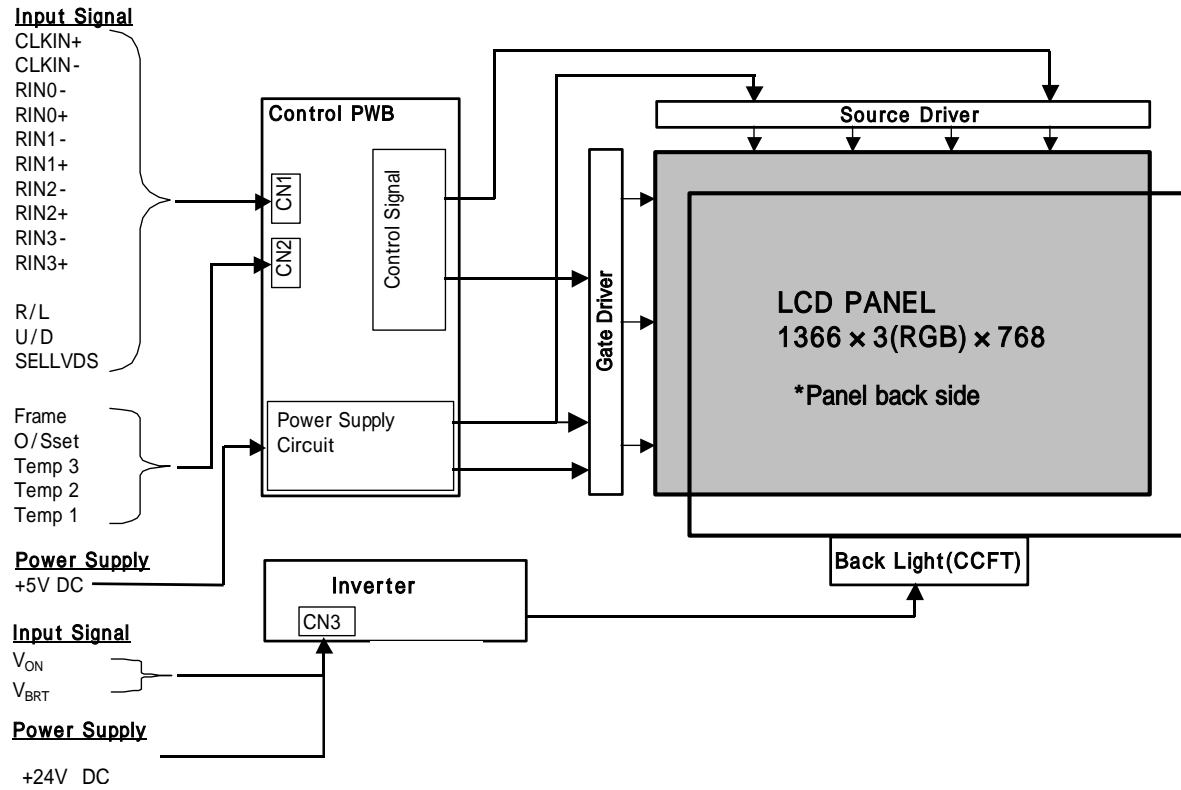 Input Signal
CLKIN+
CLKIN-
RIN0-
RIN0+
RIN1-
RIN1+
RIN2-
RIN2+
RIN3-
RIN3+
R/L
U/D
SELLVDS
Frame
O/Sset
Temp 3
Temp 2
Temp 1
Power Supply
+5V DC
Input Signal
VON
VBRT
Power Supply
+24V DC
Control PWB
CN1
CN2
Control Signal
Power Supply
Circuit
Inverter
CN3
Source Driver
Gate Driver
LCD PANEL
1366 × 3(RGB) × 768
*Panel back side
Back Light(CCFT)